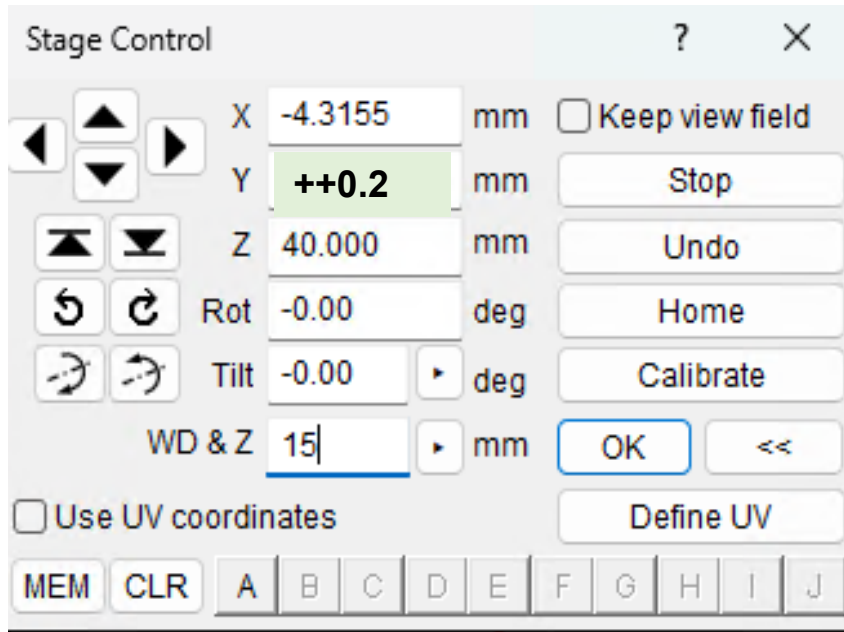 Stage Control ? ×
X -4.3155 mm Keep view field
Y ++0.2 mm Stop
Z 40.000 mm Undo
Rot -0.00 deg Home
Tilt -0.00 deg Calibrate
WD & Z 15 mm OK <<
Use UV coordinates Define UV
MEM CLR A B C D E F G H I J